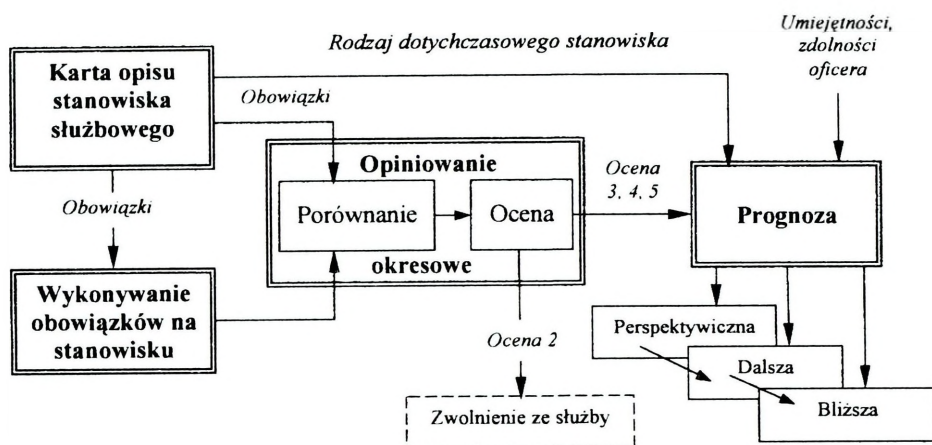 Umiejętności,
zdolności
oficera
Rodzaj dotychczasowego stanowiska
Karta opisu
stanowiska
służbowego
Obowiązki
Opiniowanie
Ocena
3, 4, 5
Obowiązki
Porównanie
Ocena
Prognoza
okresowe
Wykonywanie
obowiązków na
stanowisku
Perspektywiczna
Ocena 2
Dalsza
Zwolnienie ze służby
Bliższa